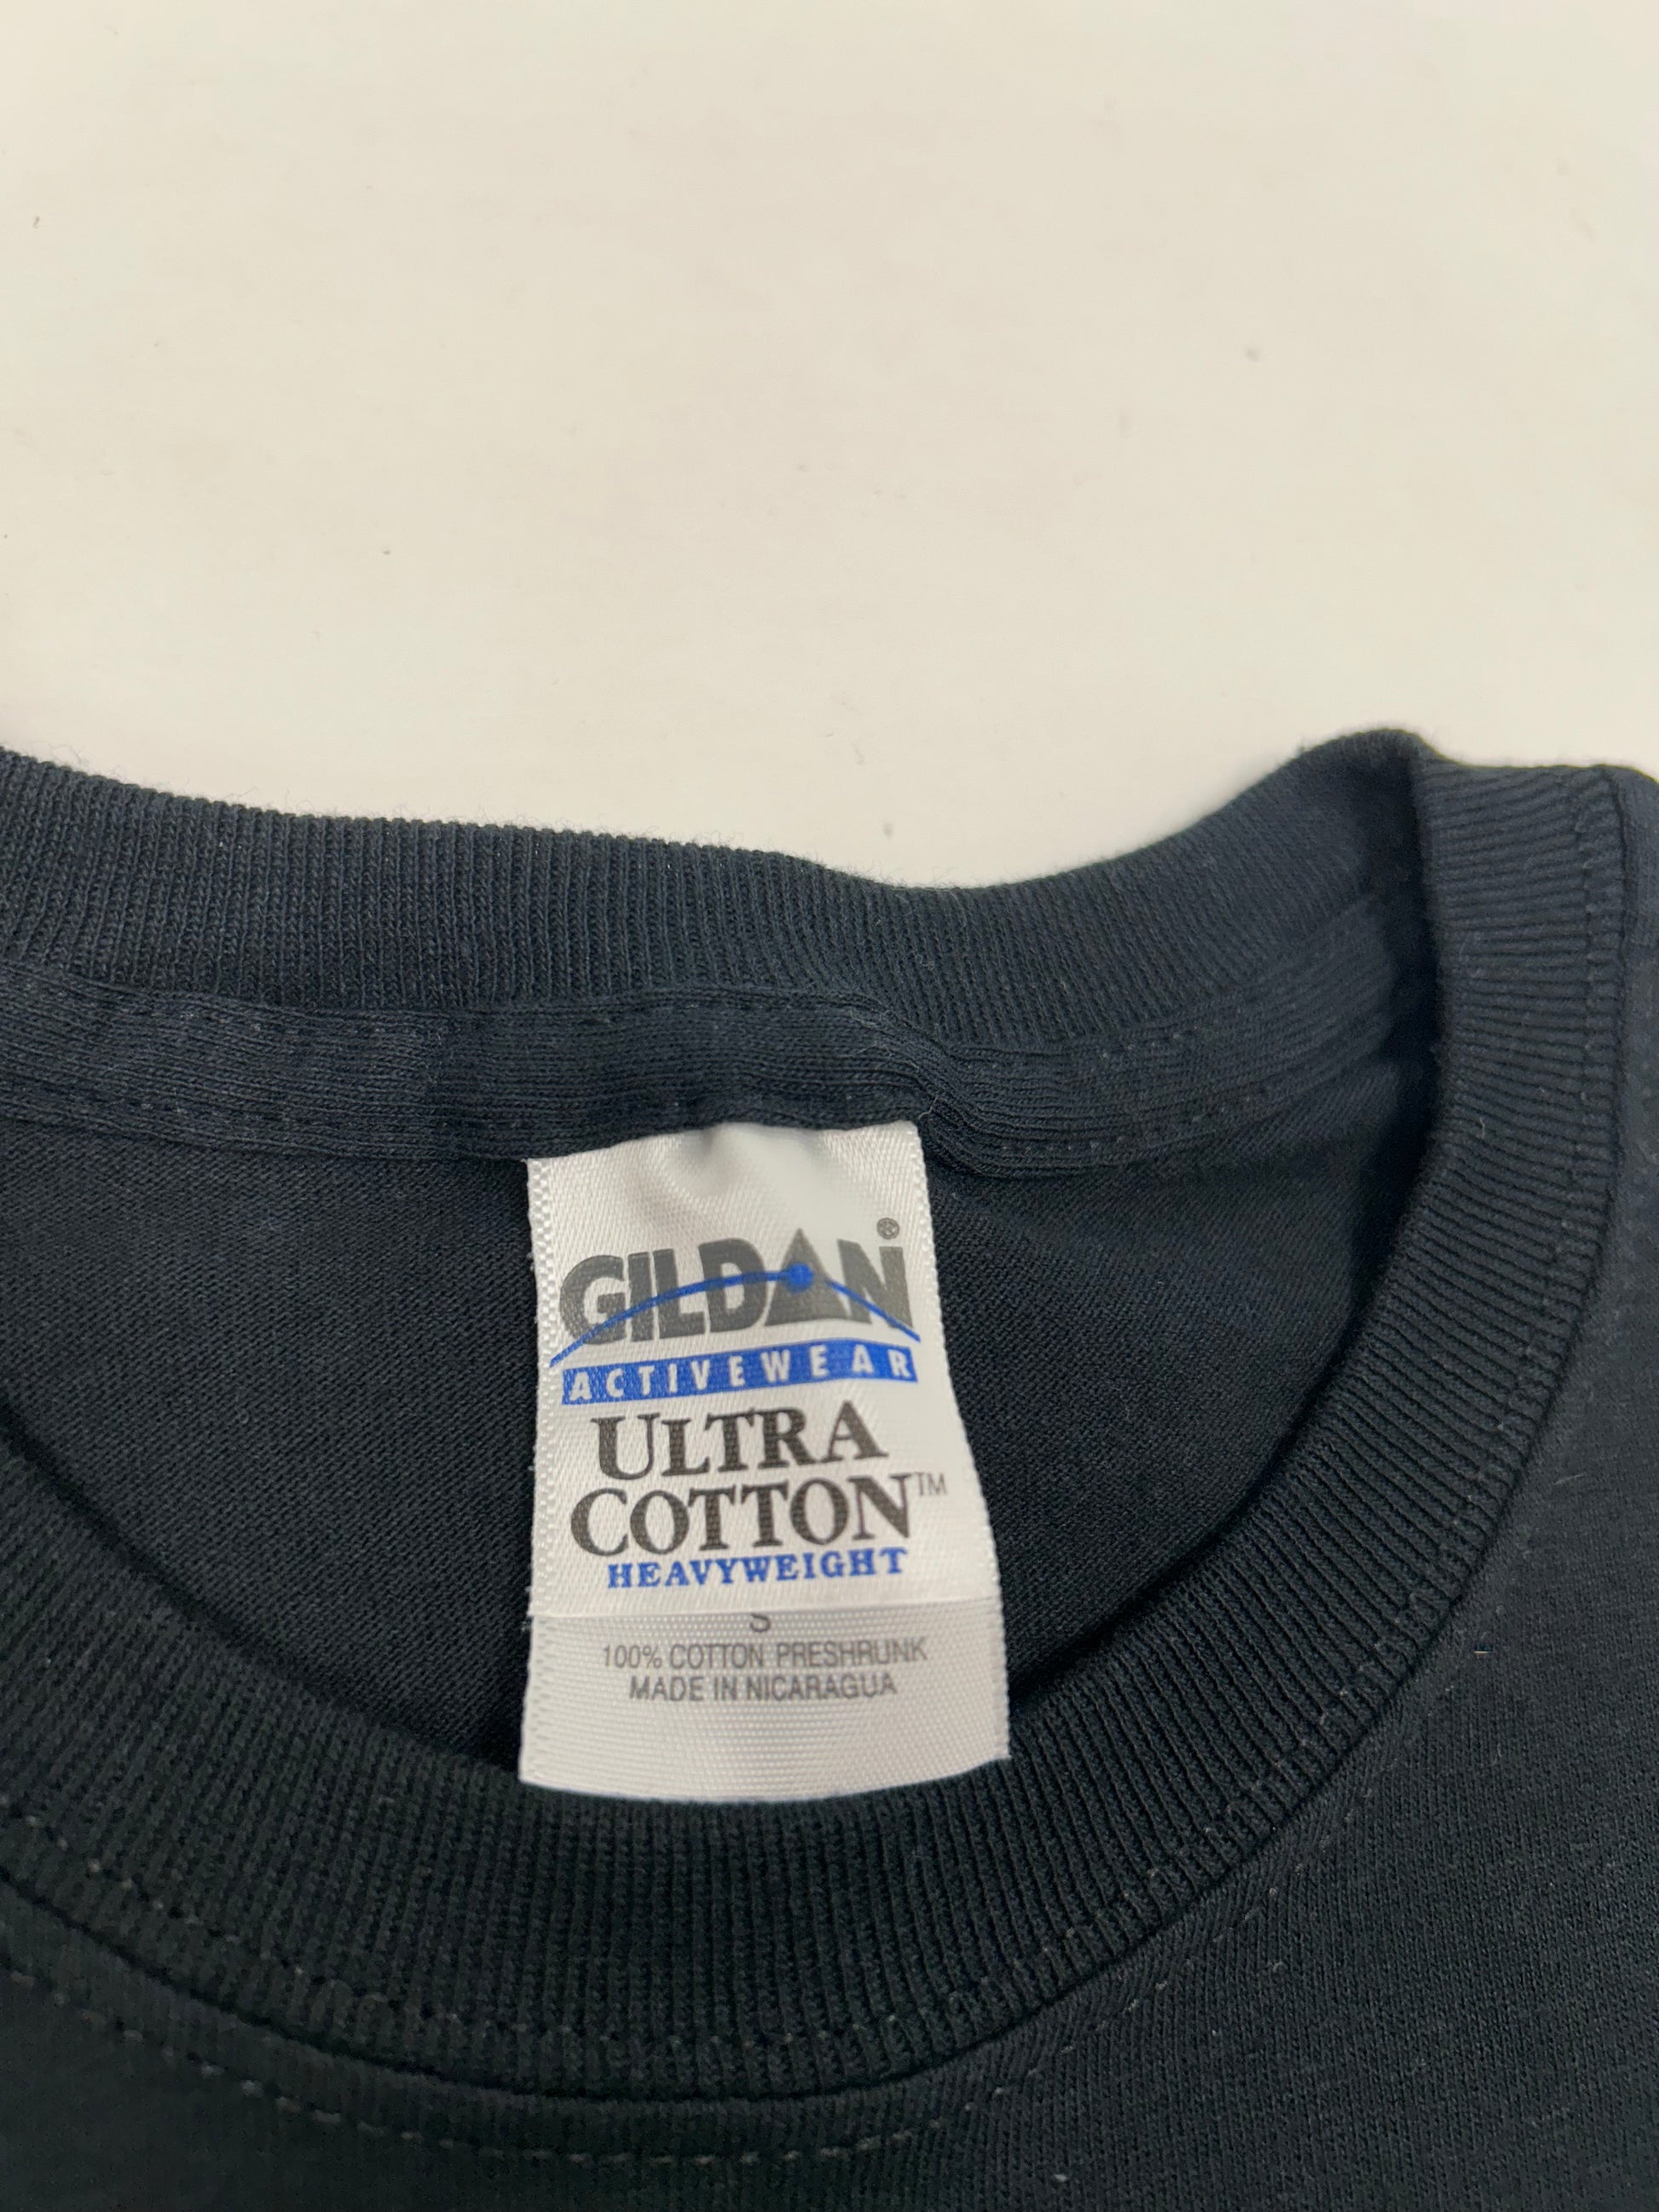 GILDAN®
ACTIVEWEAR
ULTRA
COTTON™
HEAVYWEIGHT
S
100% COTTON PRESHRUNK
MADE IN NICARAGUA